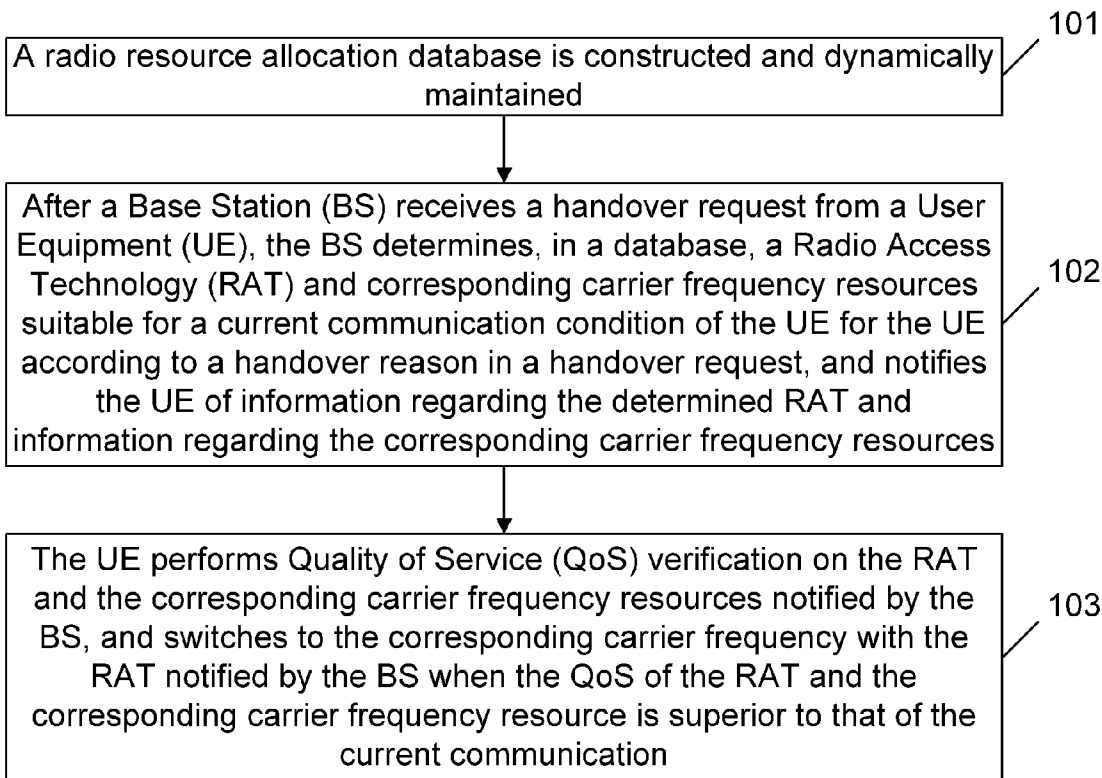 101
A radio resource allocation database is constructed and dynamically
maintained
After a Base Station (BS) receives a handover request from a User
Equipment (UE), the BS determines, in a database, a Radio Access
Technology (RAT) and corresponding carrier frequency resources
suitable for a current communication condition of the UE for the UE
according to a handover reason in a handover request, and notifies
the UE of information regarding the determined RAT and
information regarding the corresponding carrier frequency resources
102
The UE performs Quality of Service (QoS) verification on the RAT
and the corresponding carrier frequency resources notified by the
BS, and switches to the corresponding carrier frequency with the
RAT notified by the BS when the QoS of the RAT and the
corresponding carrier frequency resource is superior to that of the
current communication
103